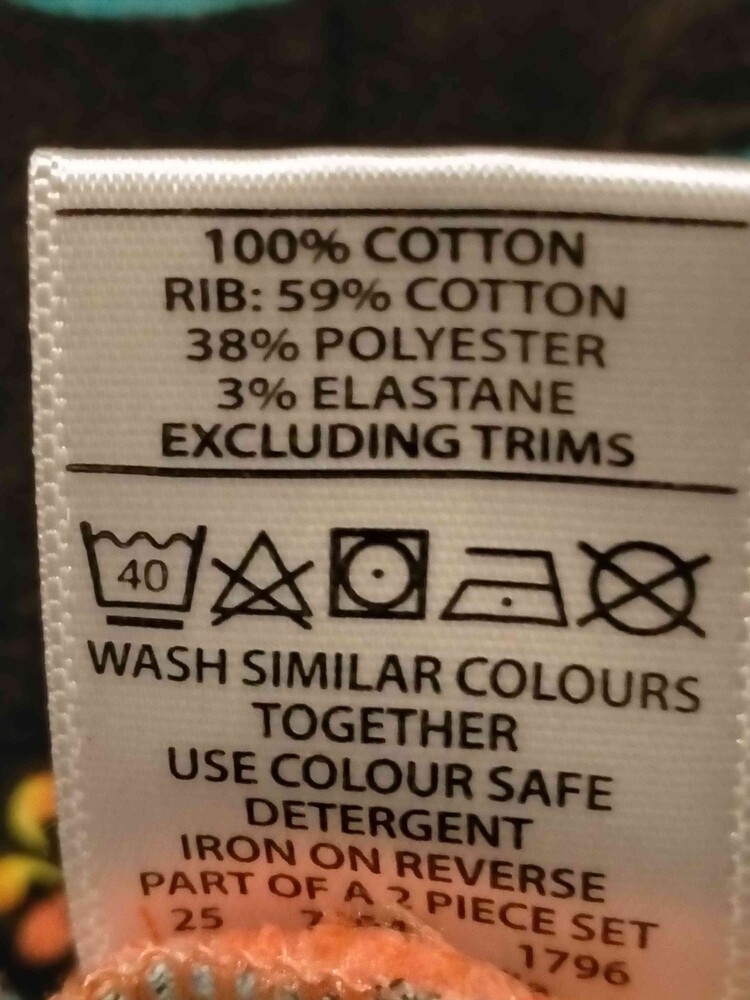 100% COTTON
RIB: 59% COTTON
38% POLYESTER
3% ELASTANE
EXCLUDING TRIMS
40
WASH SIMILAR COLOURS
TOGETHER
USE COLOUR SAFE
DETERGENT
IRON ON REVERSE
PART OF A 2 PIECE SET
25
1796